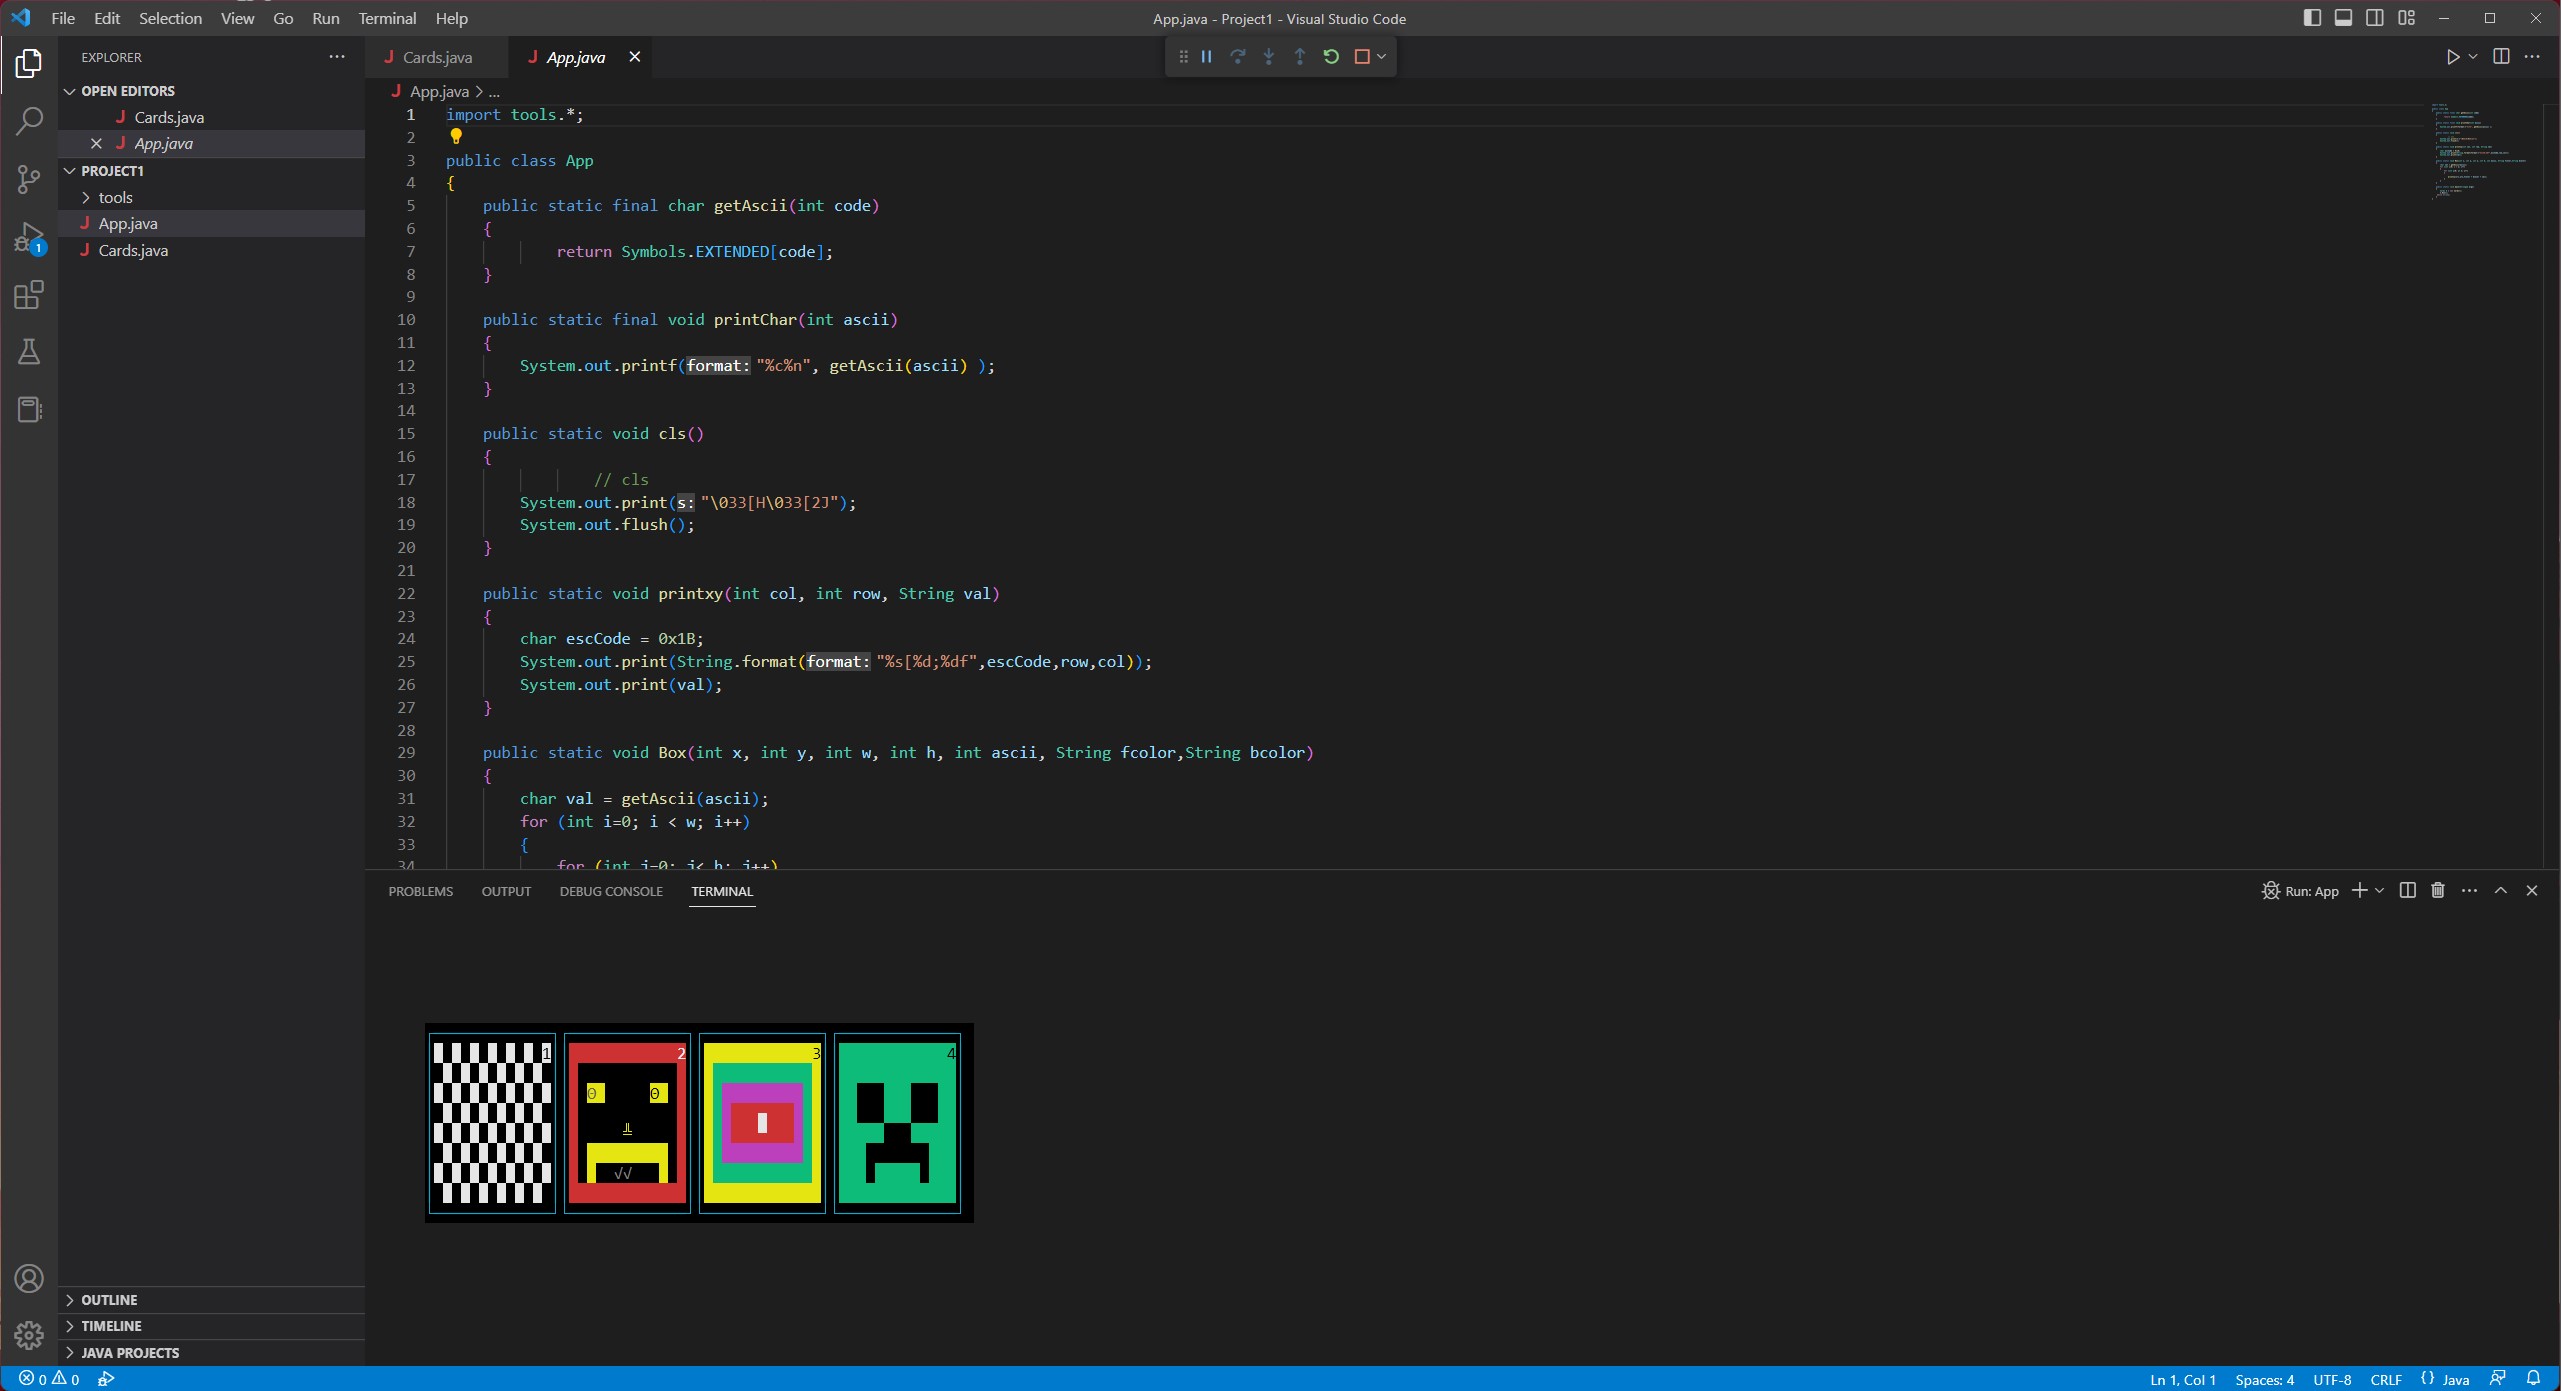 File Edit Selection View Go Run Terminal Help
App.java - Project1 - Visual Studio Code
EXPLORER
OPEN EDITORS
J Cards.java
J App.java
PROJECT1
tools
J App.java
J Cards.java
1
OUTLINE
TIMELINE
JAVA PROJECTS
J Cards.java
J App.java
J App.java > ...
1 import tools.*;
2
3 public class App
4 {
5 public static final char getAscii(int code)
6 {
7 return Symbols.EXTENDED[code];
8 }
9
10 public static final void printChar(int ascii)
11 {
12 System.out.printf(format: "%c%n", getAscii(ascii) );
13 }
14
15 public static void cls()
16 {
17 // cls
18 System.out.print(s: "\033[H\033[2J");
19 System.out.flush();
20 }
21
22 public static void printxy(int col, int row, String val)
23 {
24 char escCode = 0x1B;
25 System.out.print(String.format(format: "%s[%d;%df",escCode,row,col));
26 System.out.print(val);
27 }
28
29 public static void Box(int x, int y, int w, int h, int ascii, String fcolor,String bcolor)
30 {
31 char val = getAscii(ascii);
32 for (int i=0; i < w; i++)
33 {
34 for (int j=0; j< h; j++)
PROBLEMS OUTPUT DEBUG CONSOLE TERMINAL
Run: App
1 2 3 4
0 0
╨
√√
0 0
Ln 1, Col 1 Spaces: 4 UTF-8 CRLF {} Java